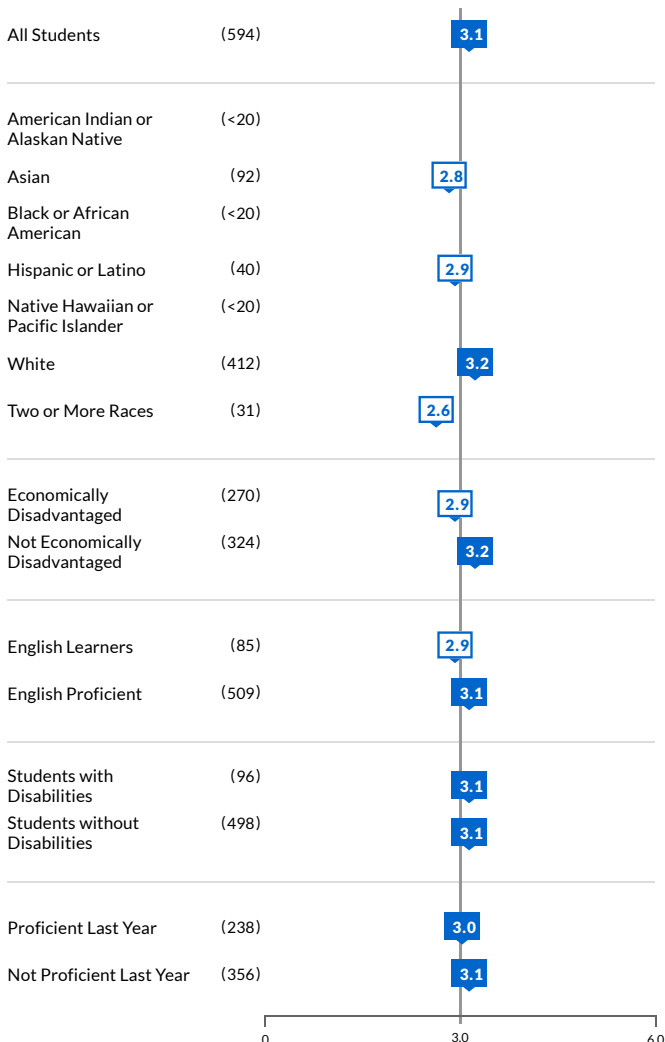 All Students (594) 3.1
American Indian or (<20)
Alaskan Native
Asian (92) 2.8
Black or African (<20)
American
Hispanic or Latino (40) 2.9
Native Hawaiian or (<20)
Pacific Islander
White (412) 3.2
Two or More Races (31) 2.6
Economically (270) 2.9
Disadvantaged
Not Economically (324) 3.2
Disadvantaged
English Learners (85) 2.9
English Proficient (509) 3.1
Students with (96) 3.1
Disabilities
Students without (498) 3.1
Disabilities
Proficient Last Year (238) 3.0
Not Proficient Last Year (356) 3.1
0 3.0 6.0